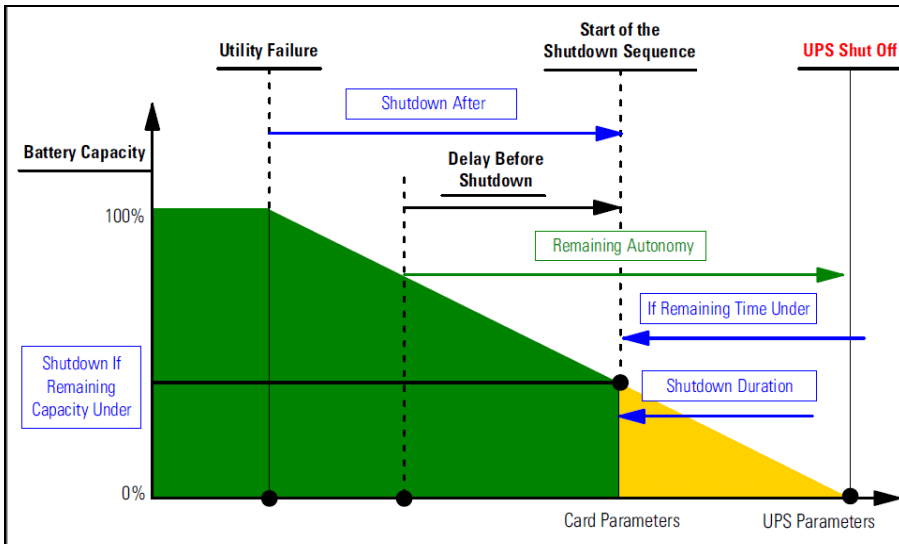 Utility Failure
Start of the
Shutdown Sequence
UPS Shut Off
Shutdown After
Battery Capacity
Delay Before
Shutdown
100%
Remaining Autonomy
If Remaining Time Under
Shutdown If
Remaining
Capacity Under
Shutdown Duration
0%
Card Parameters
UPS Parameters